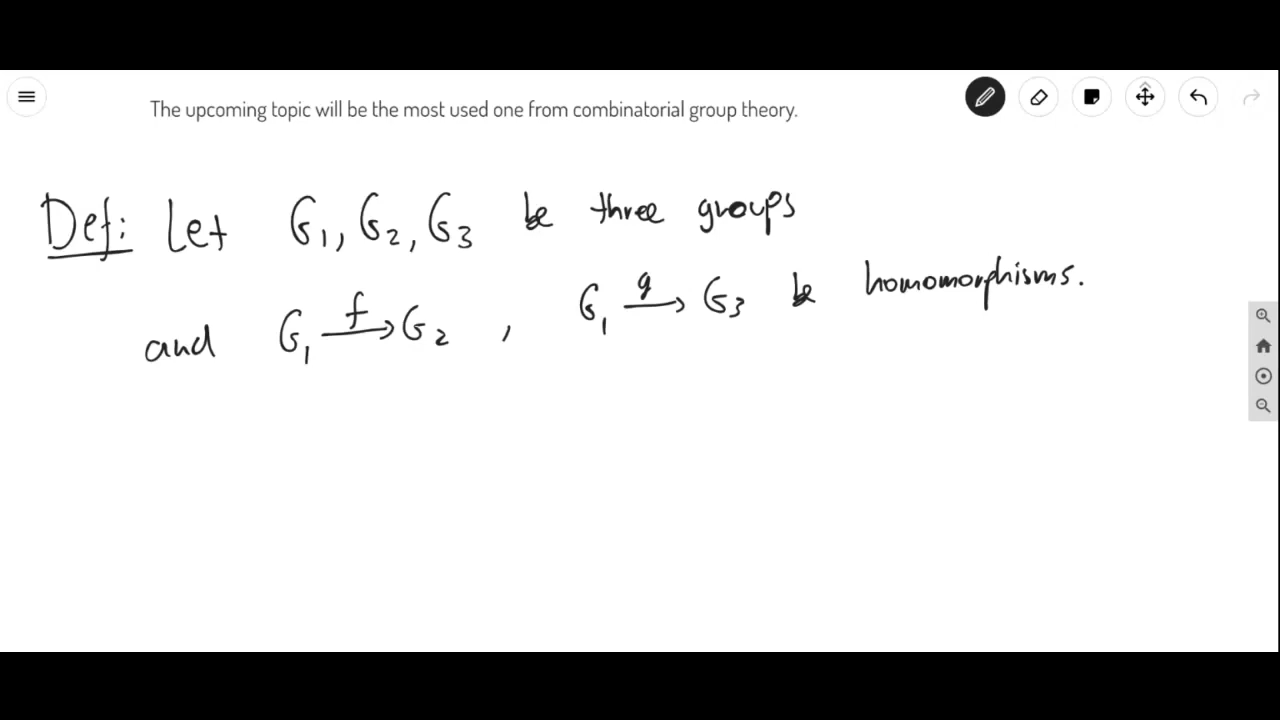 The upcoming topic will be the most used one from combinatorial group theory.
Def: Let G₁, G₂, G₃ be three groups
and G₁ →^f G₂ , G₁ →^g G₃ be homomorphisms.